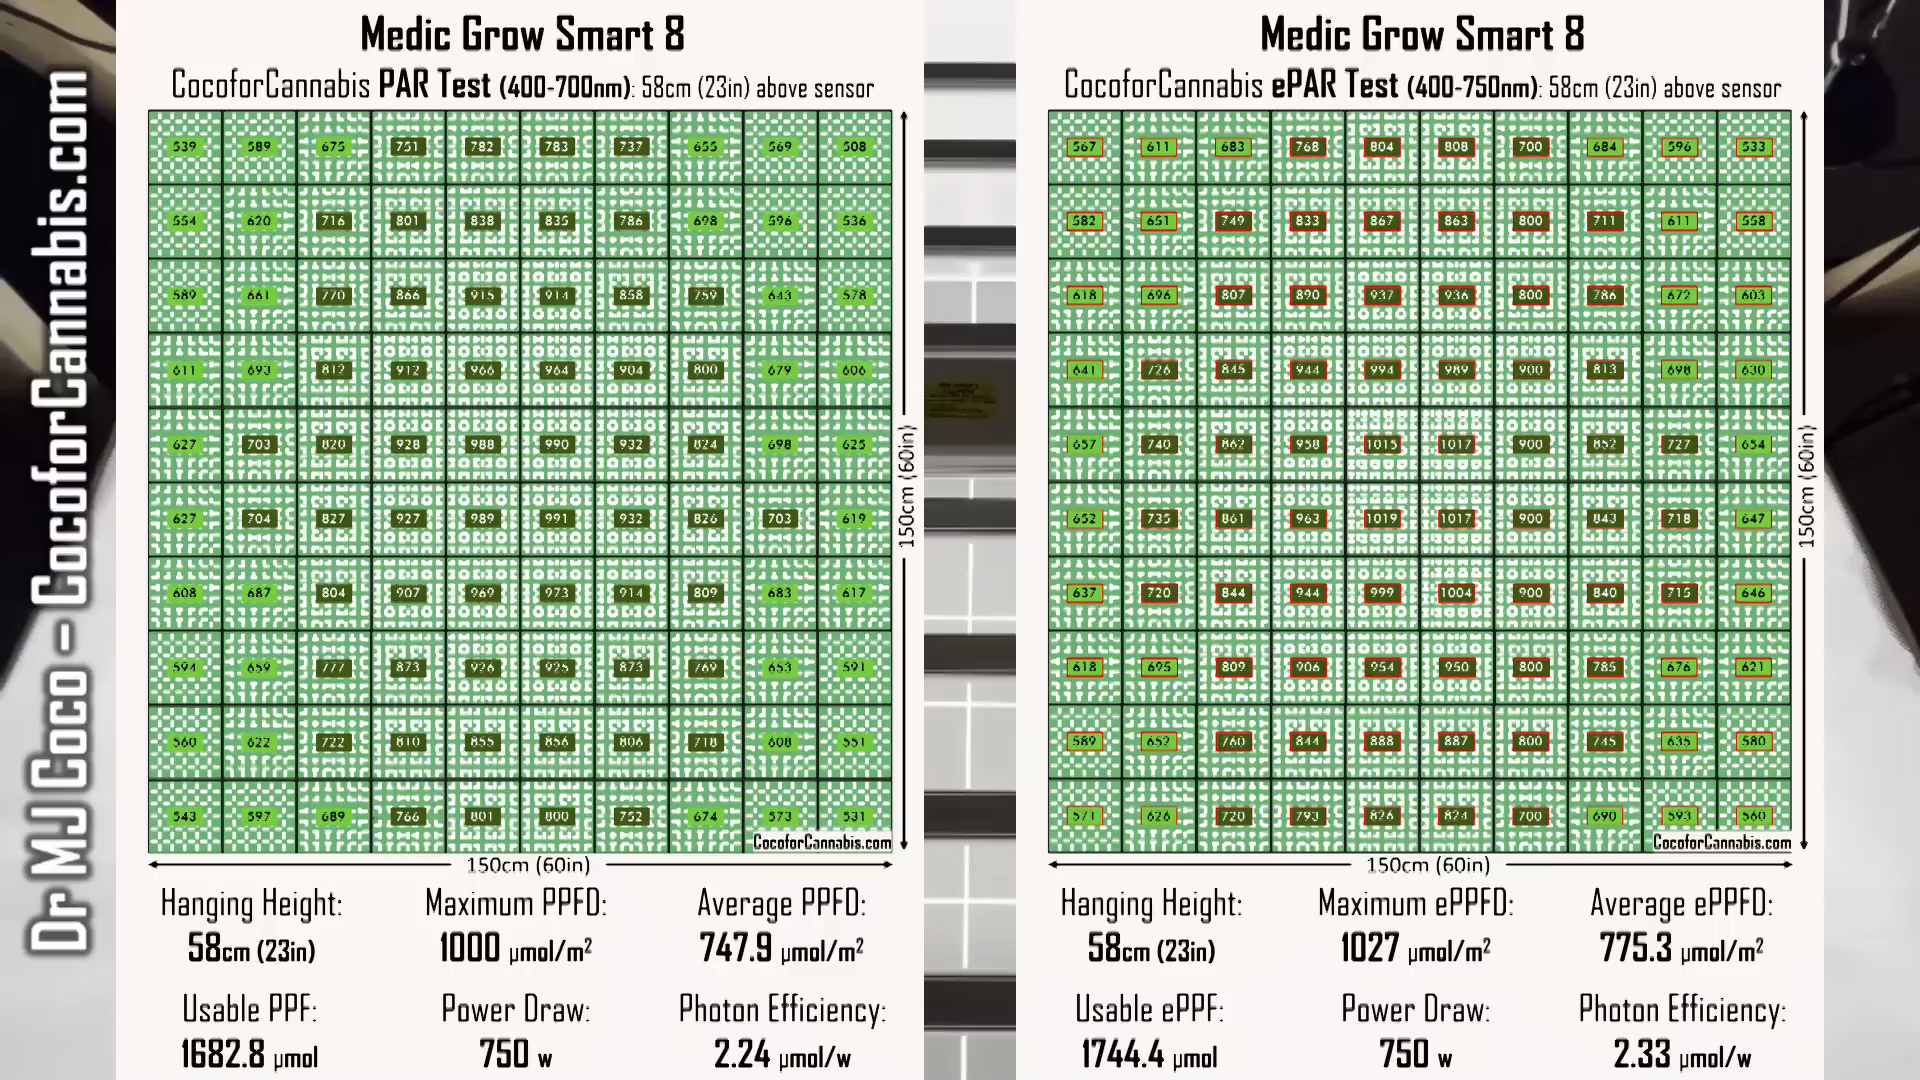 Dr MJ Coco - CocoforCannabis.com
Medic Grow Smart 8
CocoforCannabis PAR Test (400-700nm): 58cm (23in) above sensor
539 589 675 751 782 783 737 655 569 508
554 620 716 801 838 835 786 698 596 536
589 661 770 866 915 914 858 759 643 578
611 693 812 912 966 964 904 800 679 606
627 703 820 928 988 990 932 824 698 625
627 704 827 927 989 991 932 826 703 619
608 687 804 907 969 973 914 809 683 617
594 659 777 873 926 925 873 769 653 591
560 622 722 810 855 856 806 718 608 551
543 597 689 766 801 800 752 674 573 531
CocoforCannabis.com
150cm (60in)
150cm (60in)
Hanging Height: Maximum PPFD: Average PPFD:
58cm (23in) 1000 µmol/m² 747.9 µmol/m²
Usable PPF: Power Draw: Photon Efficiency:
1682.8 µmol 750 w 2.24 µmol/w
Medic Grow Smart 8
CocoforCannabis ePAR Test (400-750nm): 58cm (23in) above sensor
567 611 683 768 804 808 700 684 596 533
582 651 749 833 867 863 800 711 611 558
618 696 807 890 937 936 800 786 672 603
641 726 845 944 994 989 900 813 698 630
657 740 862 958 1015 1017 900 852 727 654
652 735 861 963 1019 1017 900 843 718 647
637 720 844 944 999 1004 900 840 715 646
618 695 809 906 954 950 800 785 676 621
589 652 760 844 888 887 800 745 635 580
571 626 720 793 826 824 700 690 593 560
CocoforCannabis.com
150cm (60in)
150cm (60in)
Hanging Height: Maximum ePPFD: Average ePPFD:
58cm (23in) 1027 µmol/m² 775.3 µmol/m²
Usable ePPF: Power Draw: Photon Efficiency:
1744.4 µmol 750 w 2.33 µmol/w